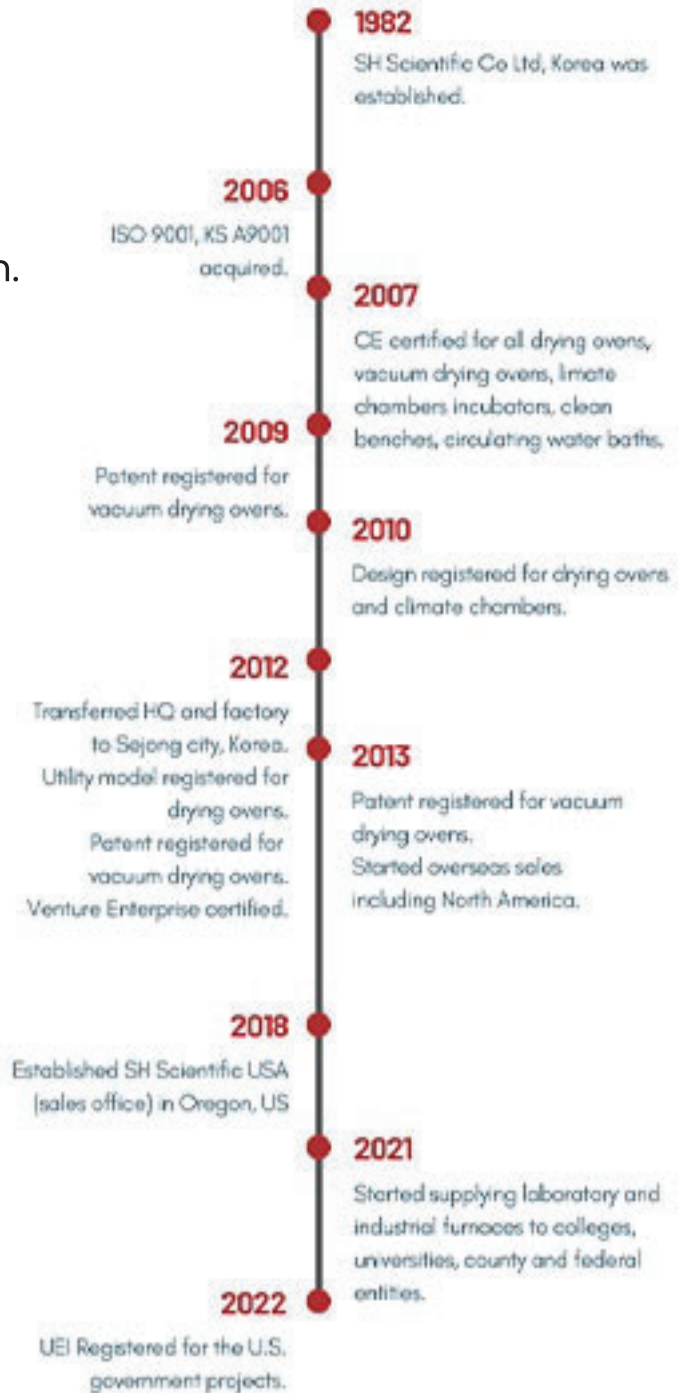 1982
SH Scientific Co Ltd, Korea was
established.
2006
ISO 9001, KS A9001
acquired.
n.
2007
CE certified for all drying ovens,
vacuum drying ovens, limate
chambers incubators, clean
benches, circulating water baths.
2009
Patent registered for
vacuum drying ovens.
2010
Design registered for drying ovens
and climate chambers.
2012
Transferred HQ and factory
to Sejong city, Korea.
Utility model registered for
drying ovens.
Patent registered for
vacuum drying ovens.
Venture Enterprise certified.
2013
Patent registered for vacuum
drying ovens.
Started overseas sales
including North America.
2018
Established SH Scientific USA
(sales office) in Oregon, US
2021
Started supplying laboratory and
industrial furnaces to colleges,
universities, county and federal
entities.
2022
UEI Registered for the U.S.
government projects.